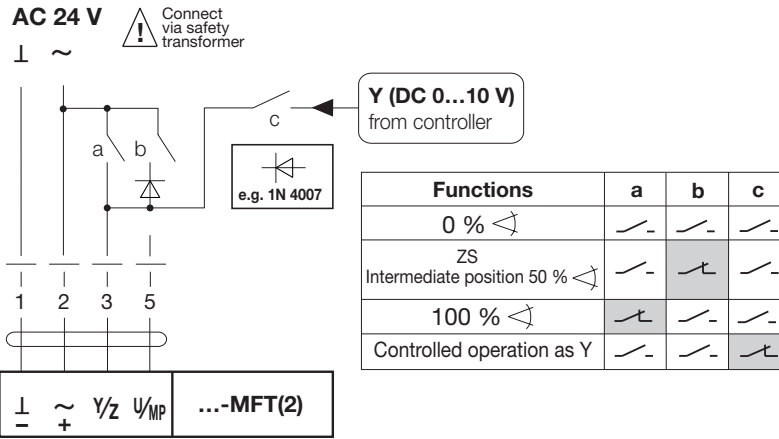 AC 24 V
! Connect
via safety
transformer
⊥ ~
Y (DC 0…10 V)
from controller
c
a b
e.g. 1N 4007
Functions a b c
0 % ∢
ZS
Intermediate position 50 % ∢
100 % ∢
Controlled operation as Y
1 2 3 5
⊥ ~ Y/Z U/MP …-MFT(2)
– +